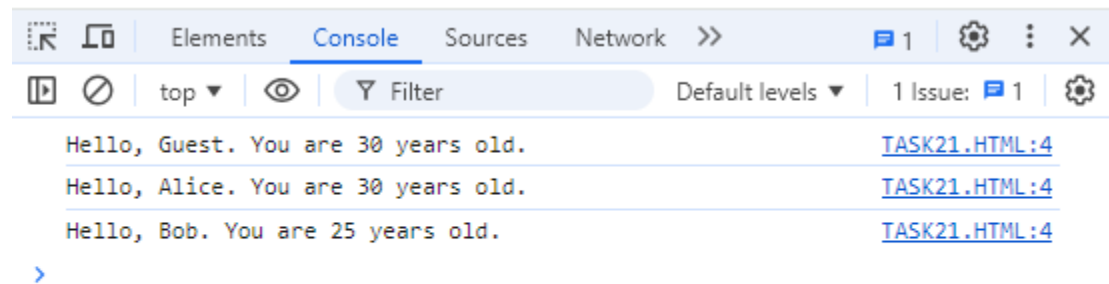 Elements Console Sources Network >> 1
top ▼ Filter Default levels ▼ 1 Issue: 1
Hello, Guest. You are 30 years old. TASK21.HTML:4
Hello, Alice. You are 30 years old. TASK21.HTML:4
Hello, Bob. You are 25 years old. TASK21.HTML:4
>